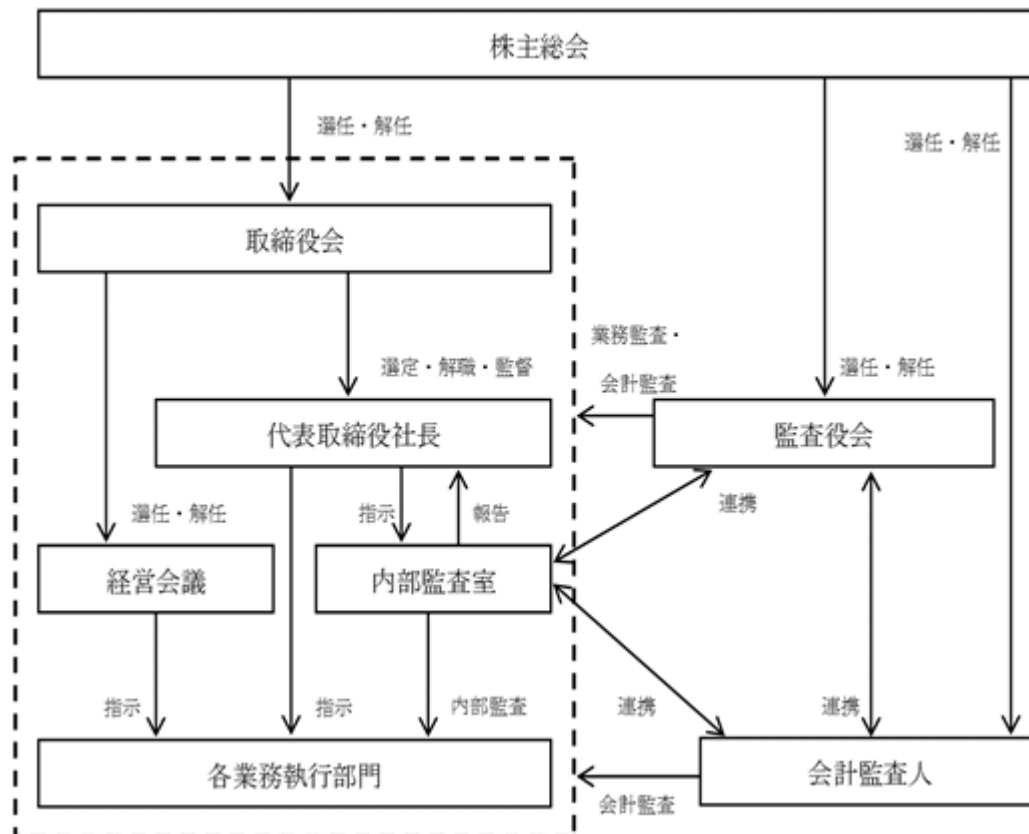 株主総会
選任・解任
選任・解任
取締役会
業務監査・
選定・解職・監督
選任・解任
会計監査
代表取締役社長
監査役会
選任・解任
指示
報告
連携
経営会議
内部監査室
指示
指示
内部監査
連携
連携
各業務執行部門
会計監査人
会計監査